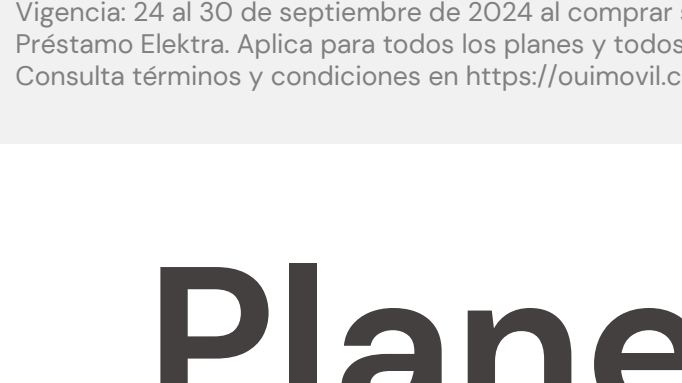 Vigencia: 24 al 30 de septiembre de 2024 al comprar
Préstamo Elektra. Aplica para todos los planes y todos
Consulta términos y condiciones en https://ouimovil.c
Plane